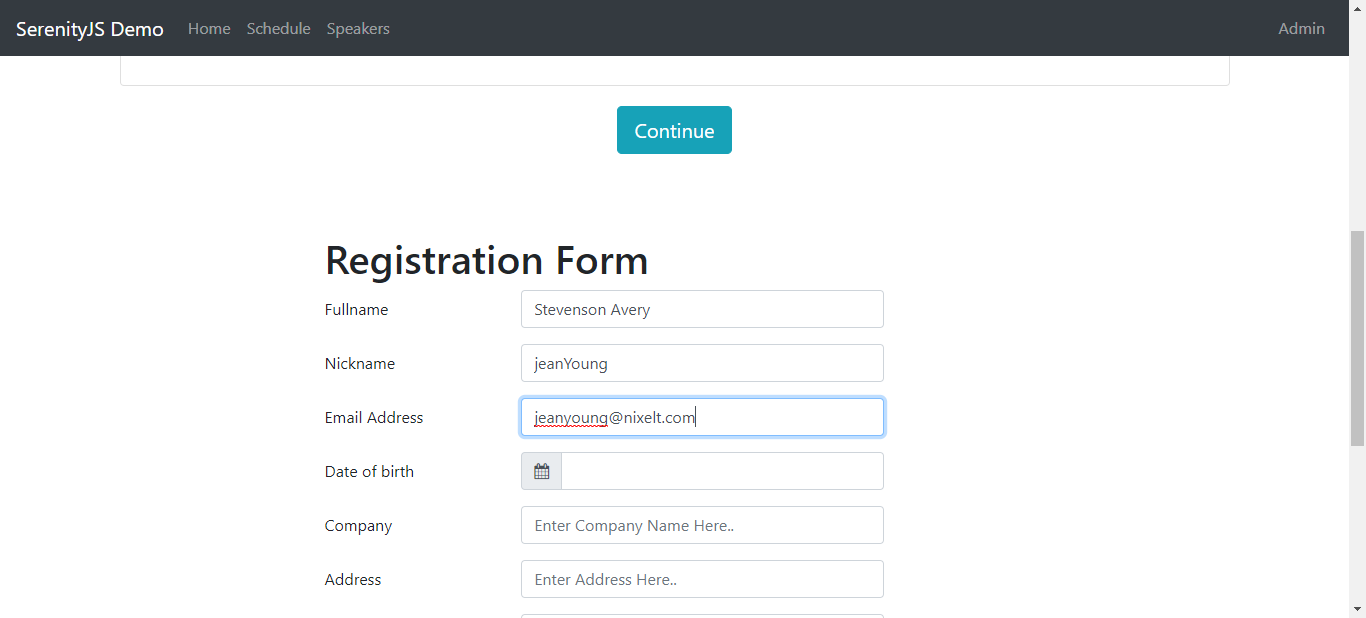 SerenityJS Demo Home Schedule Speakers Admin
Continue
Registration Form
Fullname Stevenson Avery
Nickname jeanYoung
Email Address jeanyoung@nixelt.com
Date of birth
Company Enter Company Name Here..
Address Enter Address Here..